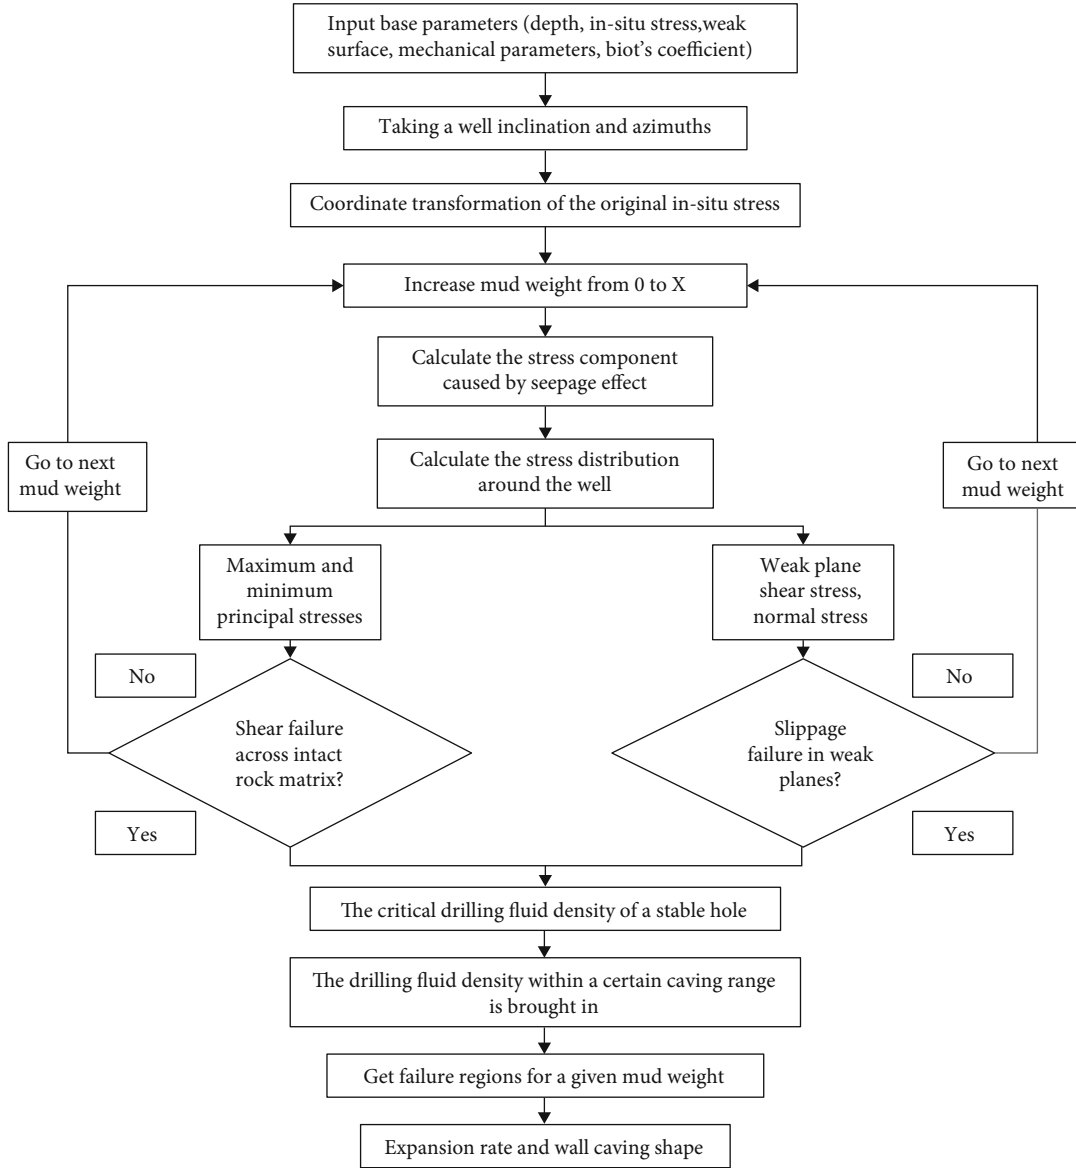 Input base parameters (depth, in-situ stress,weak
surface, mechanical parameters, biot's coefficient)
Taking a well inclination and azimuths
Coordinate transformation of the original in-situ stress
Increase mud weight from 0 to X
Calculate the stress component
caused by seepage effect
Go to next
mud weight
Calculate the stress distribution
around the well
Go to next
mud weight
Maximum and
minimum
principal stresses
Weak plane
shear stress,
normal stress
No
No
Shear failure
across intact
rock matrix?
Slippage
failure in weak
planes?
Yes
Yes
The critical drilling fluid density of a stable hole
The drilling fluid density within a certain caving range
is brought in
Get failure regions for a given mud weight
Expansion rate and wall caving shape